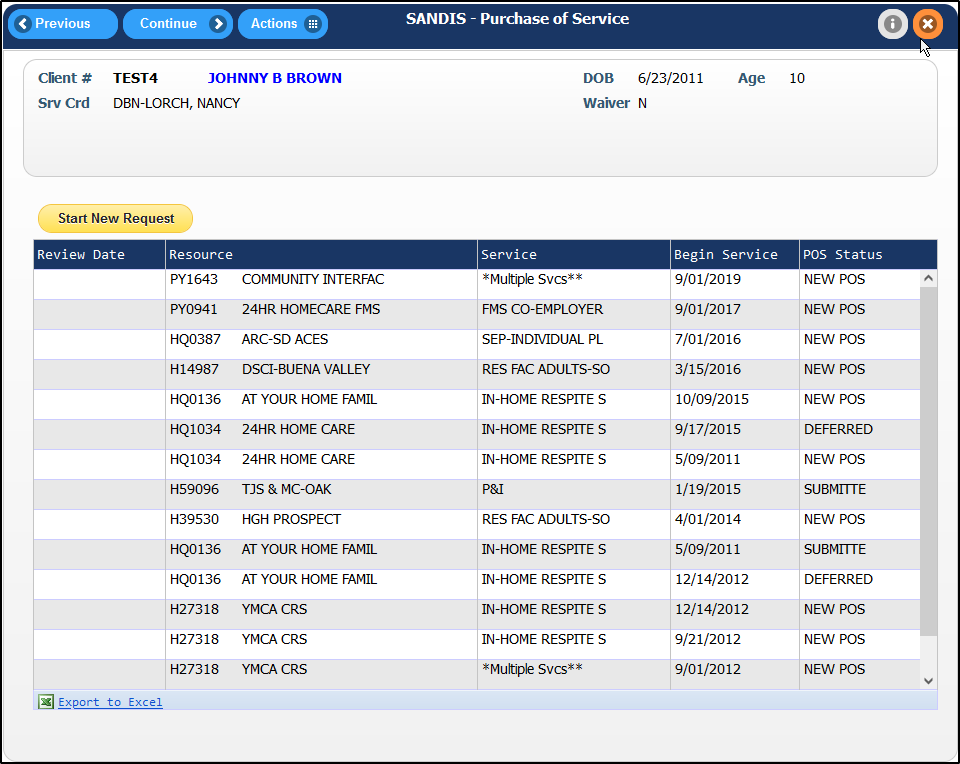 Previous Continue Actions SANDIS - Purchase of Service
Client # TEST4 JOHNNY B BROWN DOB 6/23/2011 Age 10
Srv Crd DBN-LORCH, NANCY Waiver N
Start New Request
Review Date Resource Service Begin Service POS Status
PY1643 COMMUNITY INTERFAC *Multiple Svcs** 9/01/2019 NEW POS
PY0941 24HR HOMECARE FMS FMS CO-EMPLOYER 9/01/2017 NEW POS
HQ0387 ARC-SD ACES SEP-INDIVIDUAL PL 7/01/2016 NEW POS
H14987 DSCI-BUENA VALLEY RES FAC ADULTS-SO 3/15/2016 NEW POS
HQ0136 AT YOUR HOME FAMIL IN-HOME RESPITE S 10/09/2015 NEW POS
HQ1034 24HR HOME CARE IN-HOME RESPITE S 9/17/2015 DEFERRED
HQ1034 24HR HOME CARE IN-HOME RESPITE S 5/09/2011 NEW POS
H59096 TJS & MC-OAK P&I 1/19/2015 SUBMITTE
H39530 HGH PROSPECT RES FAC ADULTS-SO 4/01/2014 NEW POS
HQ0136 AT YOUR HOME FAMIL IN-HOME RESPITE S 5/09/2011 SUBMITTE
HQ0136 AT YOUR HOME FAMIL IN-HOME RESPITE S 12/14/2012 DEFERRED
H27318 YMCA CRS IN-HOME RESPITE S 12/14/2012 NEW POS
H27318 YMCA CRS IN-HOME RESPITE S 9/21/2012 NEW POS
H27318 YMCA CRS *Multiple Svcs** 9/01/2012 NEW POS
Export to Excel